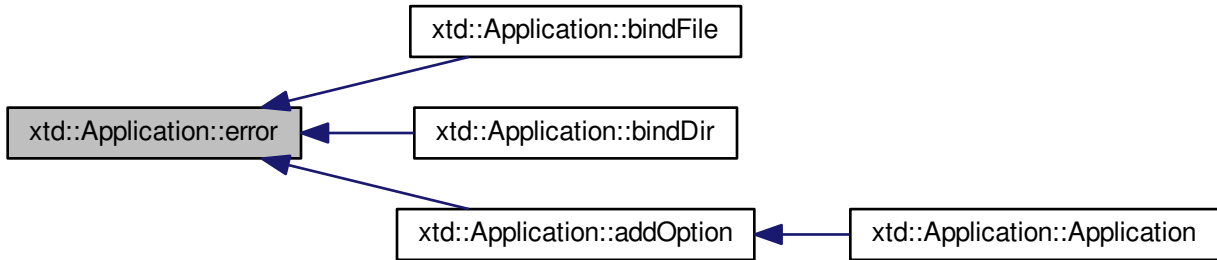 xtd::Application::bindFile
xtd::Application::error
xtd::Application::bindDir
xtd::Application::addOption
xtd::Application::Application